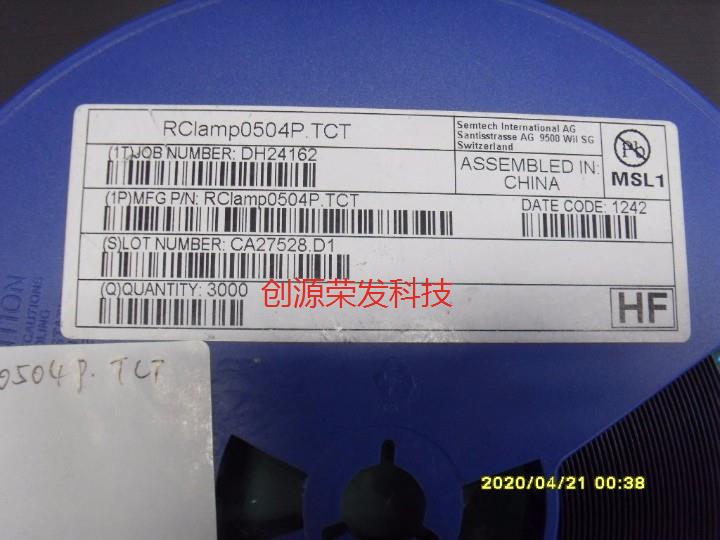 RClamp0504P.TCT
Semtech International AG
Santisstrasse AG 9500 Wil SG
Switzerland
Pb
MSL1
(1T)JOB NUMBER: DH24162
ASSEMBLED IN:
CHINA
(1P)MFG P/N: RClamp0504P.TCT
DATE CODE: 1242
(S)LOT NUMBER: CA27528.D1
(Q)QUANTITY: 3000
创源荣发科技
HF
CAUTIONS
0504P.TCT
2020/04/21 00:38